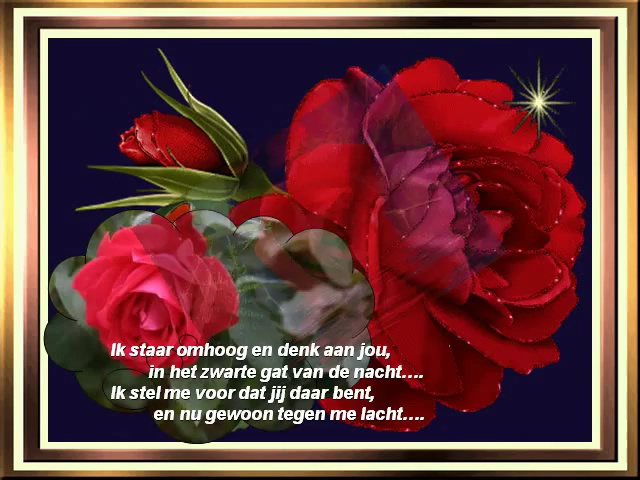 Ik staar omhoog en denk aan jou,
in het zwarte gat van de nacht....
Ik stel me voor dat jij daar bent,
en nu gewoon tegen me lacht....